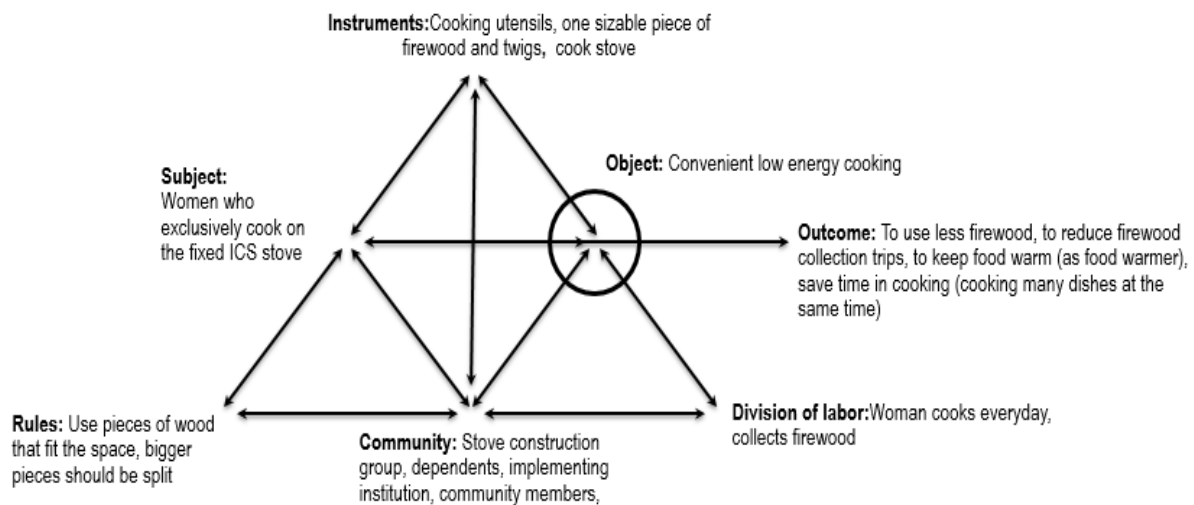 Instruments:Cooking utensils, one sizable piece of
firewood and twigs, cook stove
Object: Convenient low energy cooking
Subject:
Women who
exclusively cook on
the fixed ICS stove
Outcome: To use less firewood, to reduce firewood
collection trips, to keep food warm (as food warmer),
save time in cooking (cooking many dishes at the
same time)
Rules: Use pieces of wood
that fit the space, bigger
pieces should be split
Community: Stove construction
group, dependents, implementing
institution, community members,
Division of labor:Woman cooks everyday,
collects firewood